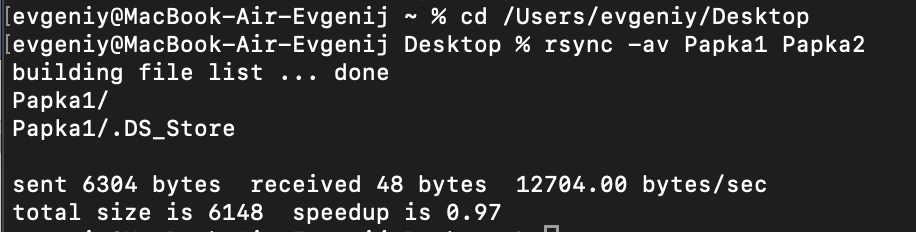 [evgeniy@MacBook-Air-Evgenij ~ % cd /Users/evgeniy/Desktop
[evgeniy@MacBook-Air-Evgenij Desktop % rsync -av Papka1 Papka2
building file list ... done
Papka1/
Papka1/.DS_Store
sent 6304 bytes  received 48 bytes  12704.00 bytes/sec
total size is 6148  speedup is 0.97